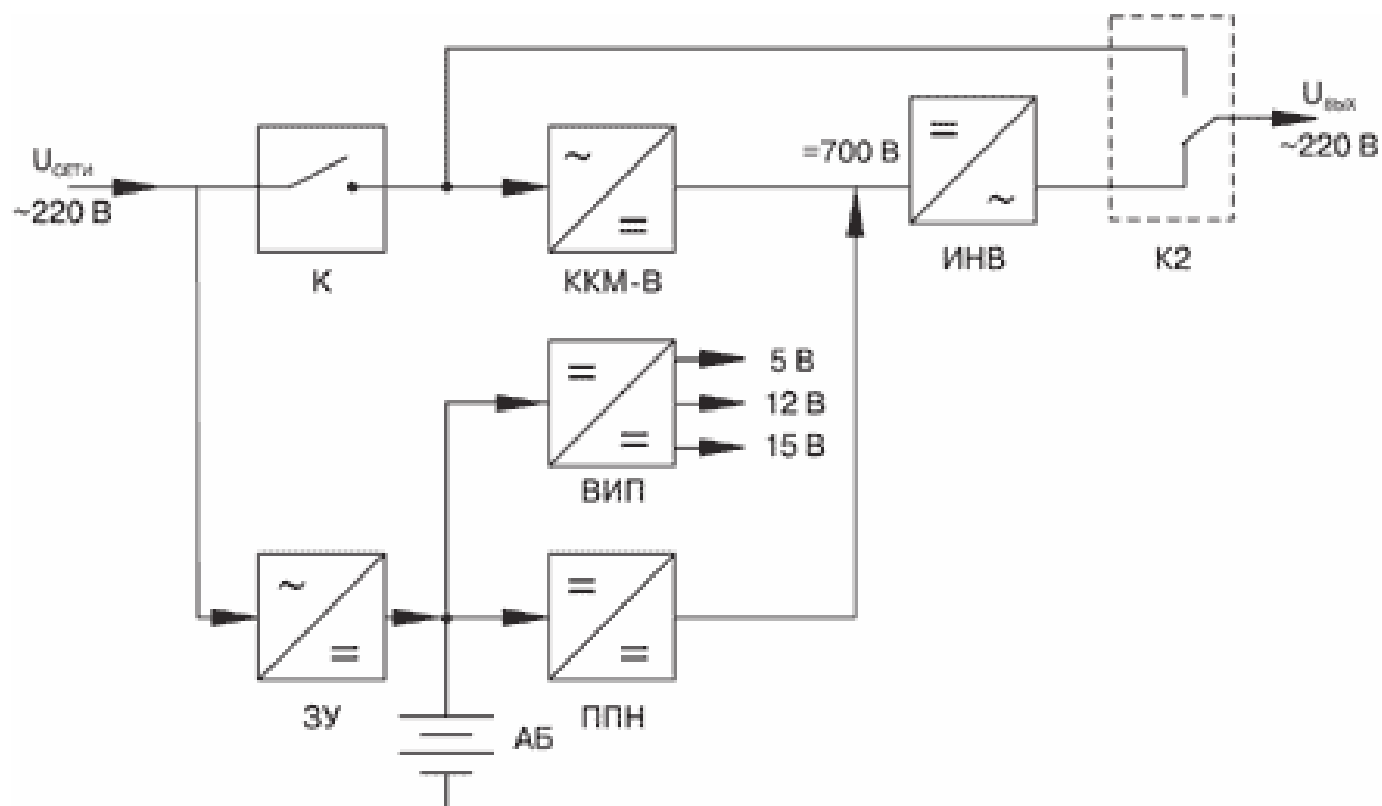 Uсети
~220 В
К
~
=
ККМ-В
=700 В
=
~
ИНВ
К2
Uвых
~220 В
=
=
ВИП
5 В
12 В
15 В
~
=
ЗУ
=
=
ППН
АБ